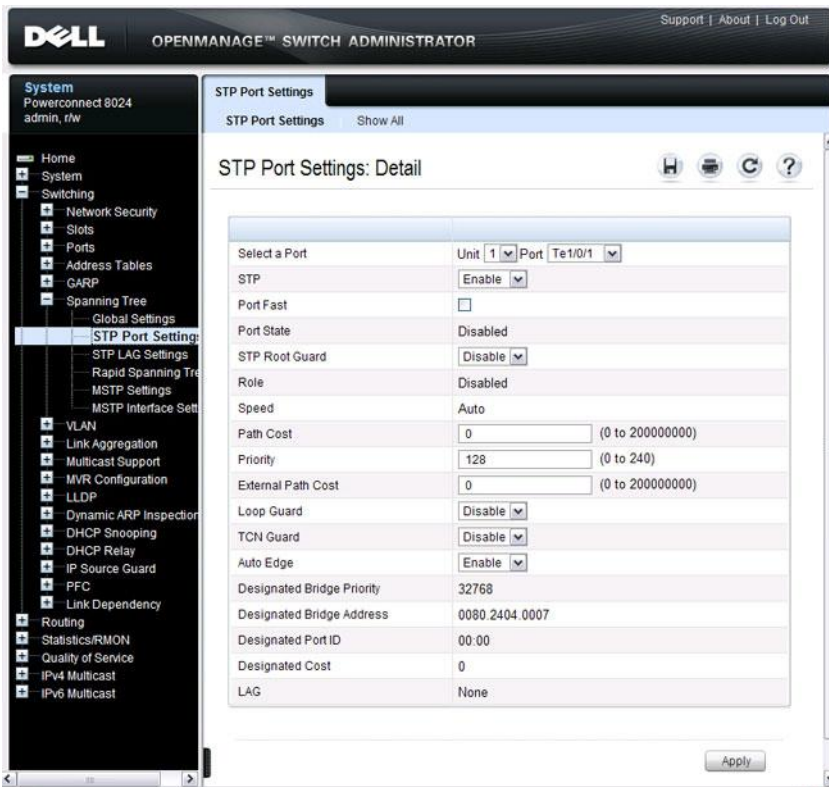 Support | About | Log Out
DELL
OPENMANAGE™ SWITCH ADMINISTRATOR
System
Powerconnect 8024
admin, r/w
Home
System
Switching
Network Security
Slots
Ports
Address Tables
GARP
Spanning Tree
Global Settings
STP Port Setting
STP LAG Settings
Rapid Spanning Tre
MSTP Settings
MSTP Interface Sett
VLAN
Link Aggregation
Multicast Support
MVR Configuration
LLDP
Dynamic ARP Inspection
DHCP Snooping
DHCP Relay
IP Source Guard
PFC
Link Dependency
Routing
Statistics/RMON
Quality of Service
IPv4 Multicast
IPv6 Multicast
STP Port Settings
STP Port Settings Show All
STP Port Settings: Detail
?
Select a Port Unit 1 Port Te1/0/1
STP Enable
Port Fast
Port State Disabled
STP Root Guard Disable
Role Disabled
Speed Auto
Path Cost 0 (0 to 200000000)
Priority 128 (0 to 240)
External Path Cost 0 (0 to 200000000)
Loop Guard Disable
TCN Guard Disable
Auto Edge Enable
Designated Bridge Priority 32768
Designated Bridge Address 0080.2404.0007
Designated Port ID 00:00
Designated Cost 0
LAG None
Apply